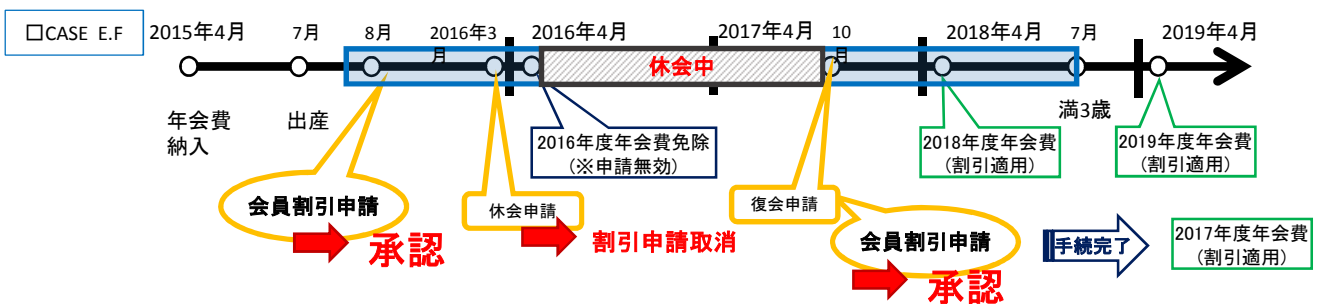 □CASE E.F
2015年4月
7月
8月
2016年3月
2016年4月
2017年4月
10月
2018年4月
7月
2019年4月
休会中
年会費
納入
出産
満3歳
2016年度年会費免除
(※申請無効)
2018年度年会費
(割引適用)
2019年度年会費
(割引適用)
会員割引申請
承認
休会申請
割引申請取消
復会申請
会員割引申請
承認
手続完了
2017年度年会費
(割引適用)